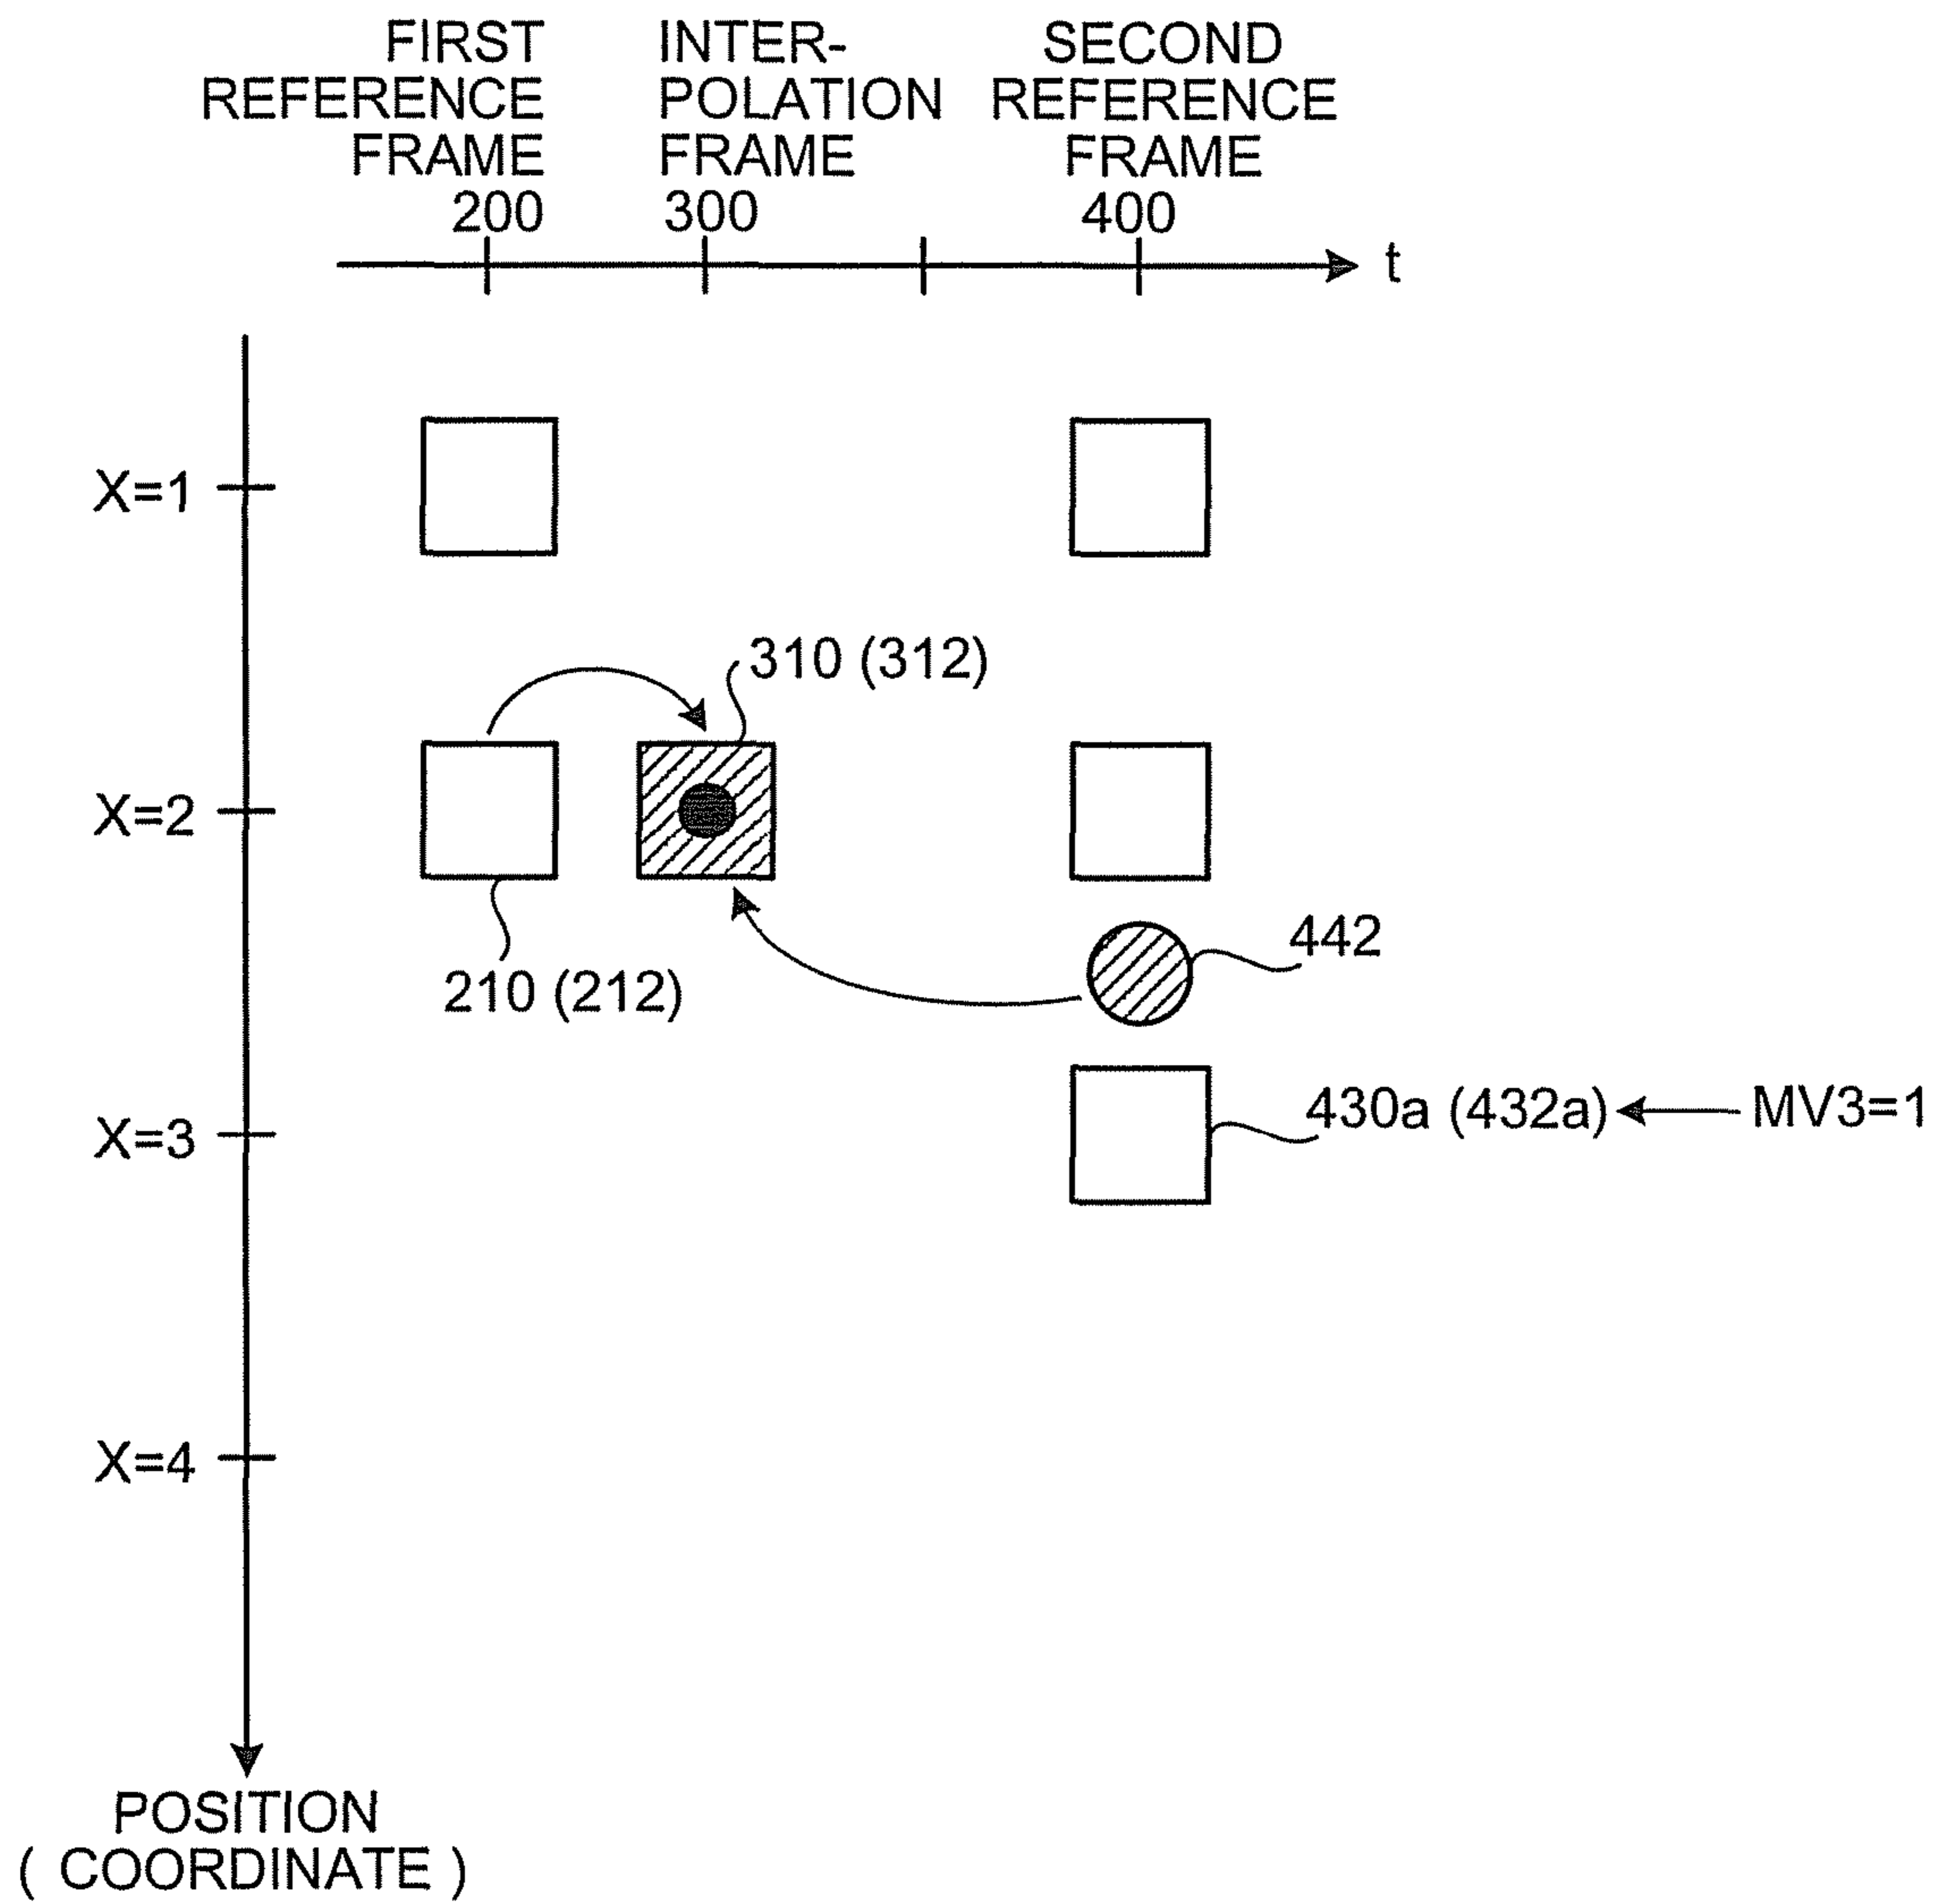 FIRST
REFERENCE
FRAME
200
INTER-
POLATION
FRAME
300
SECOND
REFERENCE
FRAME
400
t
X=1
310 (312)
X=2
442
210 (212)
430a (432a)
MV3=1
X=3
X=4
POSITION
( COORDINATE )